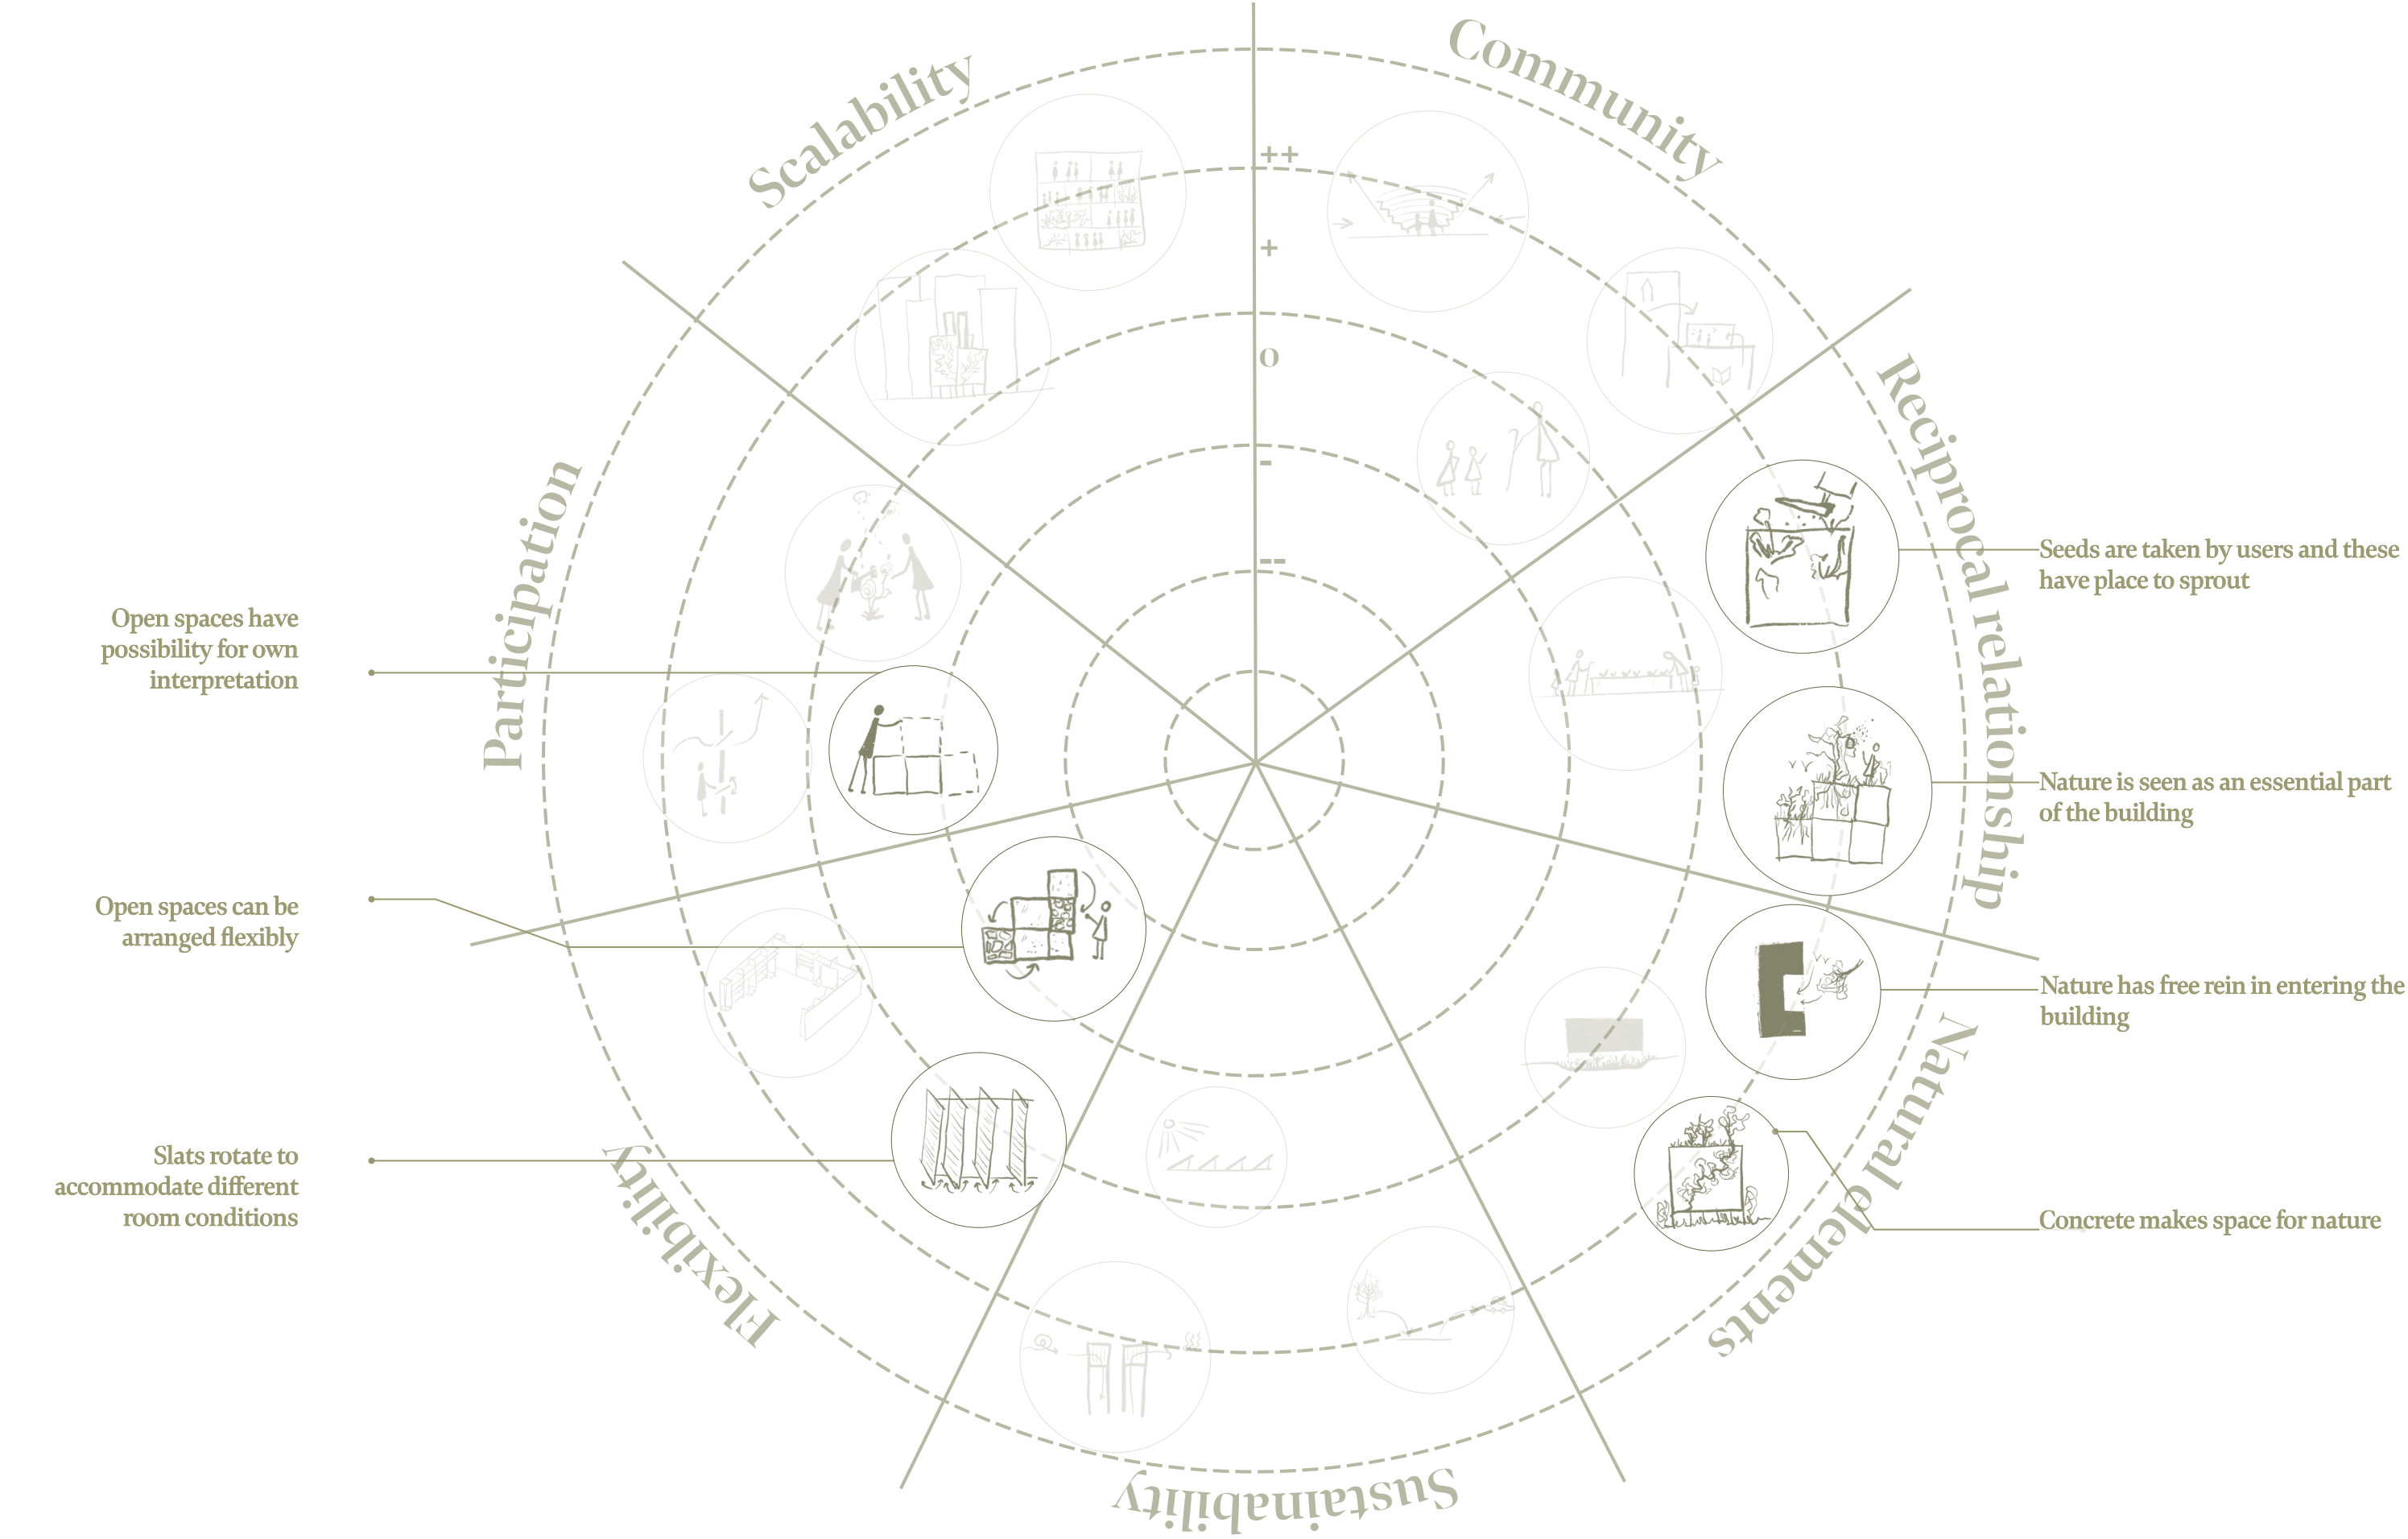 Scalability
Community
Reciprocal relationship
Natural elements
Sustainability
Flexibility
Participation
++
+
o
-
--
Open spaces have
possibility for own
interpretation
Open spaces can be
arranged flexibly
Slats rotate to
accommodate different
room conditions
Seeds are taken by users and these
have place to sprout
Nature is seen as an essential part
of the building
Nature has free rein in entering the
building
Concrete makes space for nature